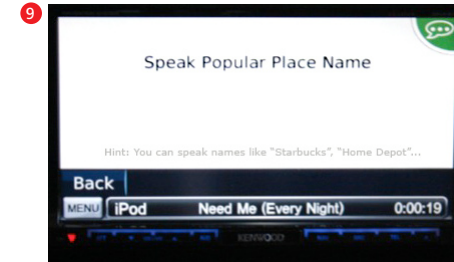 9
Speak Popular Place Name
Hint: You can speak names like "Starbucks", "Home Depot"...
Back
MENU iPod Need Me (Every Night) 0:00:19
KENWOOD